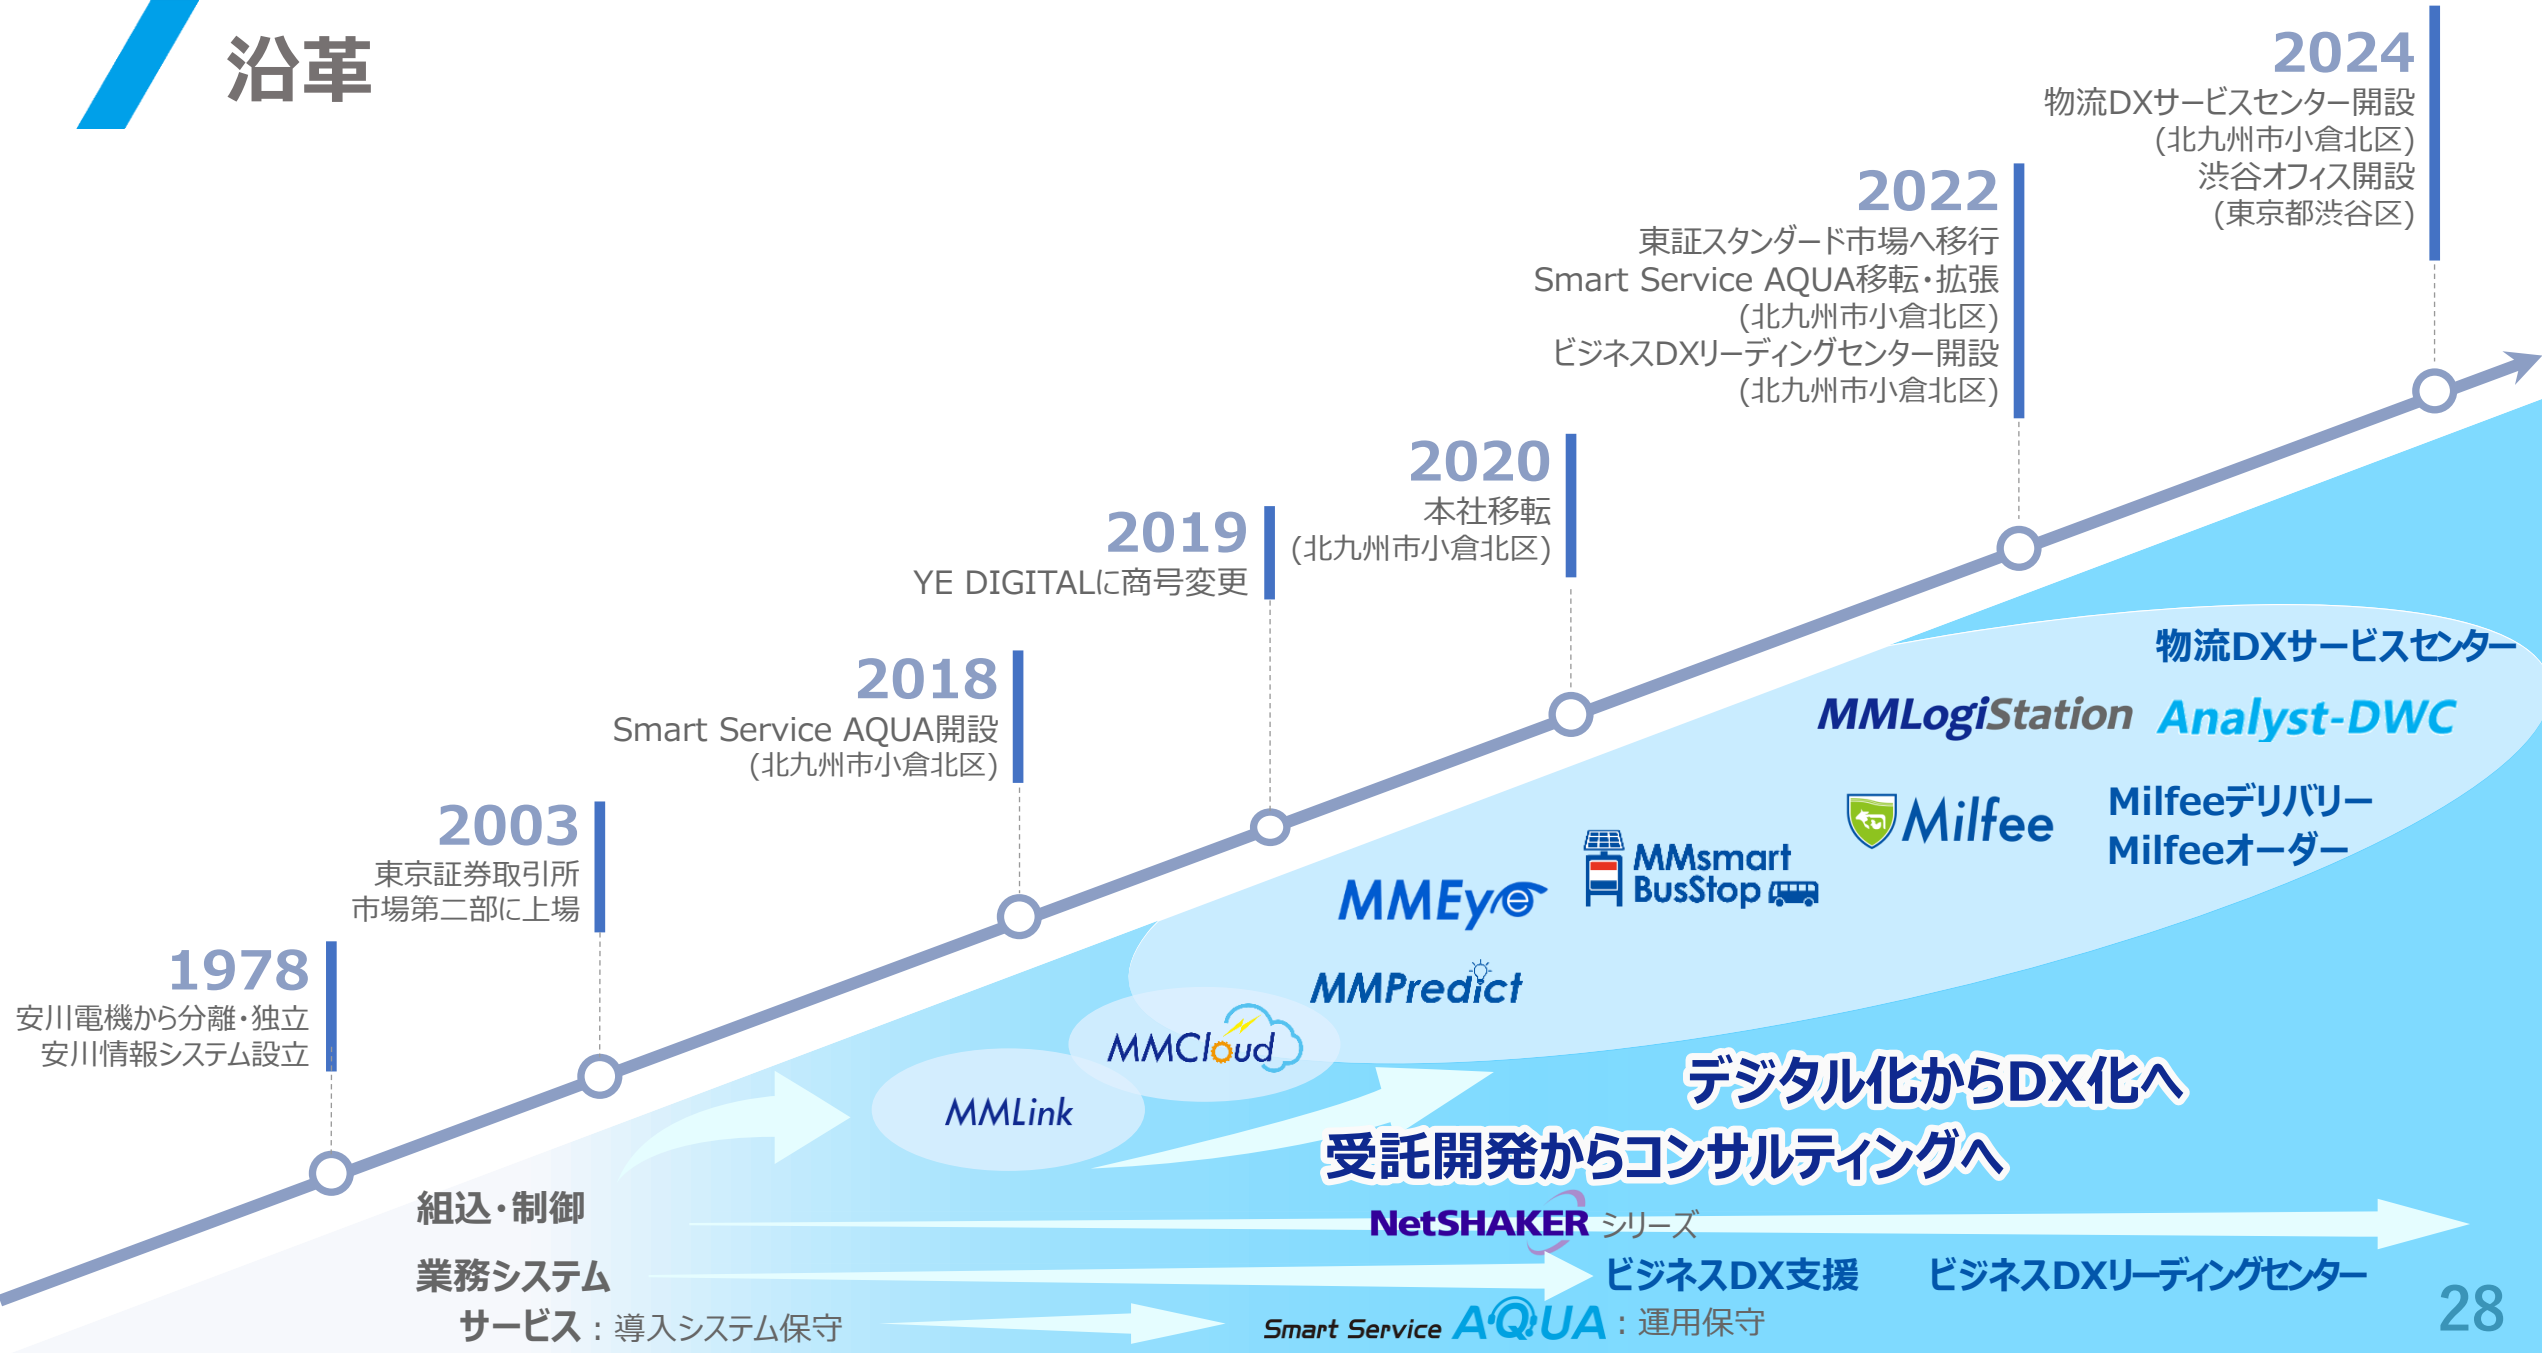 沿革
2024
物流DXサービスセンター開設
(北九州市小倉北区)
渋谷オフィス開設
(東京都渋谷区)
2022
東証スタンダード市場へ移行
Smart Service AQUA移転・拡張
(北九州市小倉北区)
ビジネスDXリーディングセンター開設
(北九州市小倉北区)
2020
本社移転
(北九州市小倉北区)
2019
YE DIGITALに商号変更
2018
Smart Service AQUA開設
(北九州市小倉北区)
2003
東京証券取引所
市場第二部に上場
1978
安川電機から分離・独立
安川情報システム設立
物流DXサービスセンター
MMLogiStation
Analyst-DWC
Milfee
Milfeeデリバリー
Milfeeオーダー
MMsmart
BusStop
MMEye
MMPredict
MMCloud
MMLink
デジタル化からDX化へ
受託開発からコンサルティングへ
組込・制御
NetSHAKER シリーズ
業務システム
ビジネスDX支援
ビジネスDXリーディングセンター
サービス：導入システム保守
Smart Service AQUA：運用保守
28